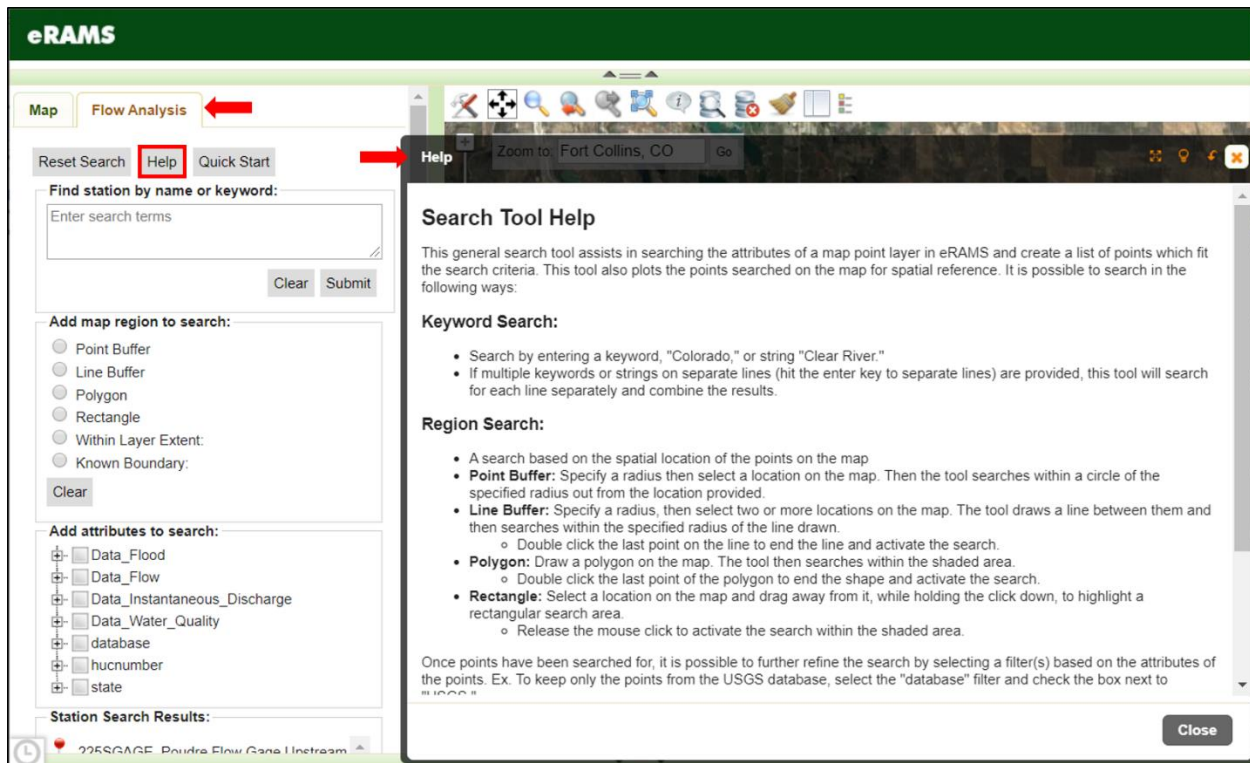 eRAMS
Map
Flow Analysis
Reset Search
Help
Quick Start
Find station by name or keyword:
Enter search terms
Clear
Submit
Add map region to search:
Point Buffer
Line Buffer
Polygon
Rectangle
Within Layer Extent:
Known Boundary:
Clear
Add attributes to search:
Data_Flood
Data_Flow
Data_Instantaneous_Discharge
Data_Water_Quality
database
hucnumber
state
Station Search Results:
225SGAGE Poudre Flow Gage Upstream
Help
Zoom to: Fort Collins, CO
Go
Search Tool Help
This general search tool assists in searching the attributes of a map point layer in eRAMS and create a list of points which fit
the search criteria. This tool also plots the points searched on the map for spatial reference. It is possible to search in the
following ways:
Keyword Search:
• Search by entering a keyword, "Colorado," or string "Clear River."
• If multiple keywords or strings on separate lines (hit the enter key to separate lines) are provided, this tool will search
for each line separately and combine the results.
Region Search:
• A search based on the spatial location of the points on the map
• Point Buffer: Specify a radius then select a location on the map. Then the tool searches within a circle of the
specified radius out from the location provided.
• Line Buffer: Specify a radius, then select two or more locations on the map. The tool draws a line between them and
then searches within the specified radius of the line drawn.
○ Double click the last point on the line to end the line and activate the search.
• Polygon: Draw a polygon on the map. The tool then searches within the shaded area.
○ Double click the last point of the polygon to end the shape and activate the search.
• Rectangle: Select a location on the map and drag away from it, while holding the click down, to highlight a
rectangular search area.
○ Release the mouse click to activate the search within the shaded area.
Once points have been searched for, it is possible to further refine the search by selecting a filter(s) based on the attributes of
the points. Ex. To keep only the points from the USGS database, select the "database" filter and check the box next to
"USGS."
Close